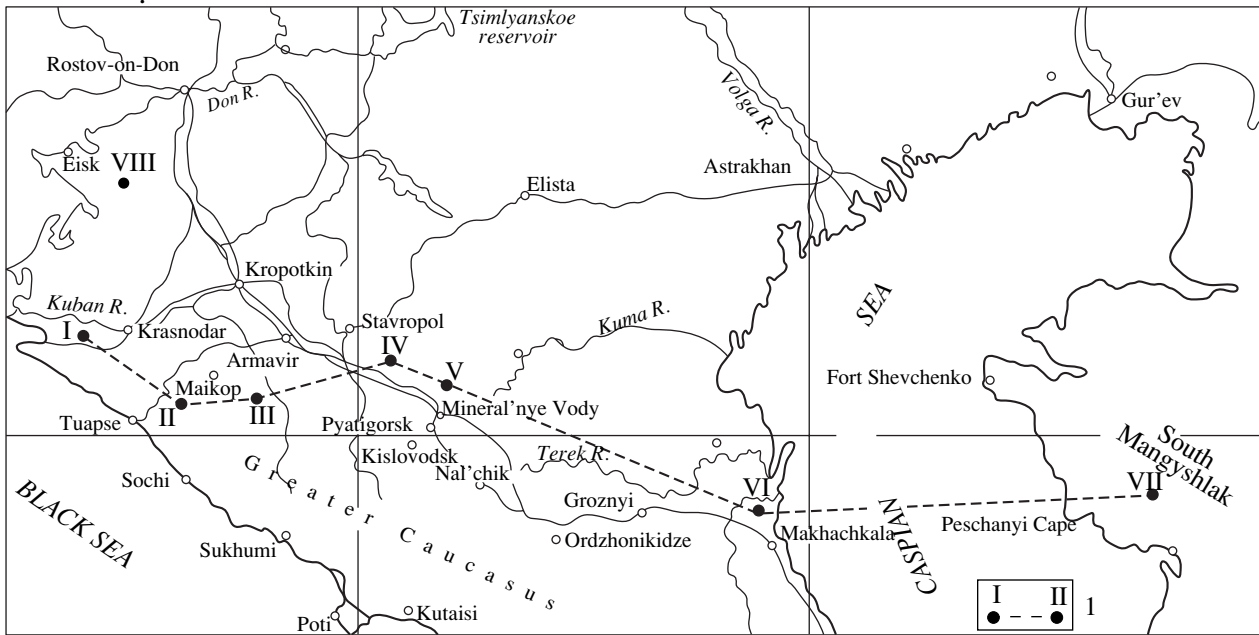 Tsimlyanskoe
reservoir
Rostov-on-Don
Don R.
Volga R.
Gur'ev
Eisk
VIII
Astrakhan
Elista
Kropotkin
Kuban R.
I
Krasnodar
Stavropol
Kuma R.
SEA
Armavir
IV
V
Maikop
Fort Shevchenko
II
III
Mineral'nye Vody
Tuapse
Pyatigorsk
Kislovodsk
Terek R.
South
Mangyshlak
Nal'chik
VII
Sochi
Greater Caucasus
BLACK SEA
Groznyi
VI
CASPIAN
Peschanyi Cape
Makhachkala
Sukhumi
Ordzhonikidze
I II 1
Kutaisi
Poti